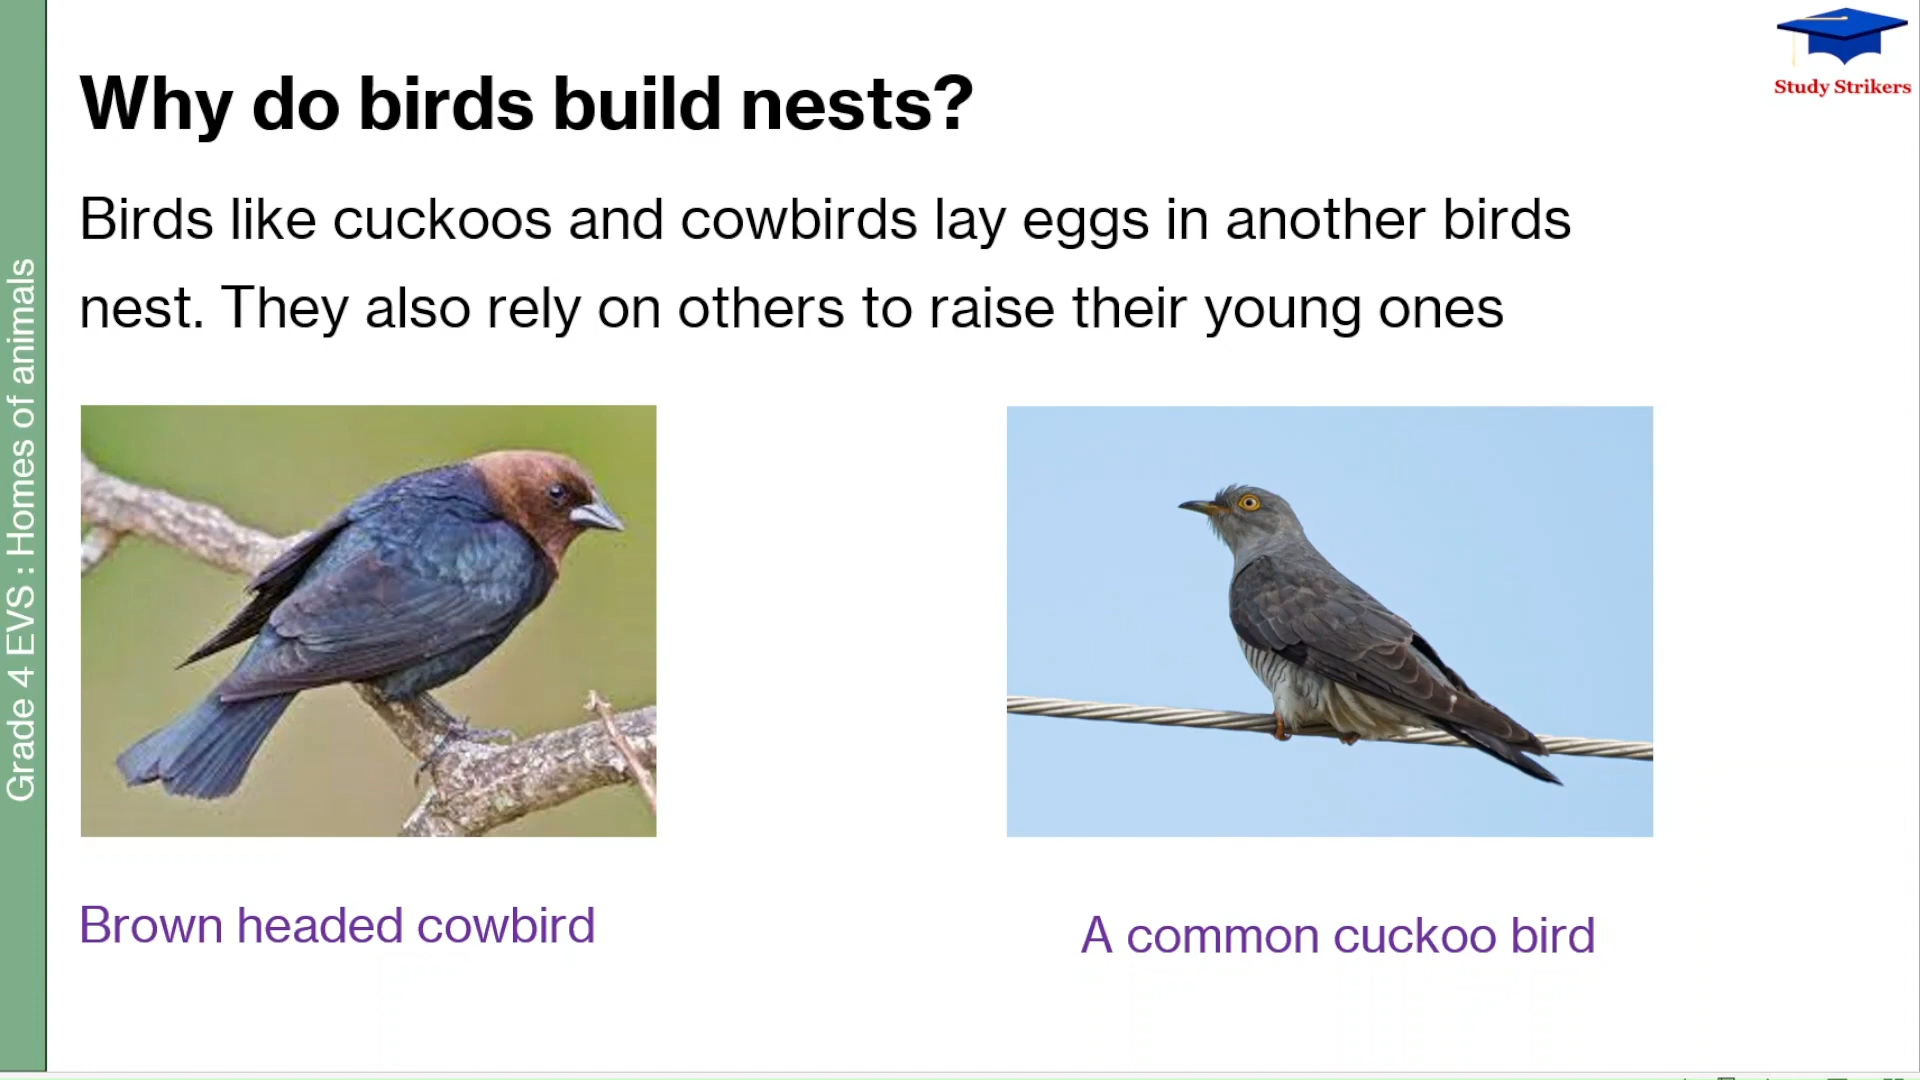 Study Strikers
Why do birds build nests?
Birds like cuckoos and cowbirds lay eggs in another birds
nest. They also rely on others to raise their young ones
Brown headed cowbird
A common cuckoo bird
Grade 4 EVS : Homes of animals